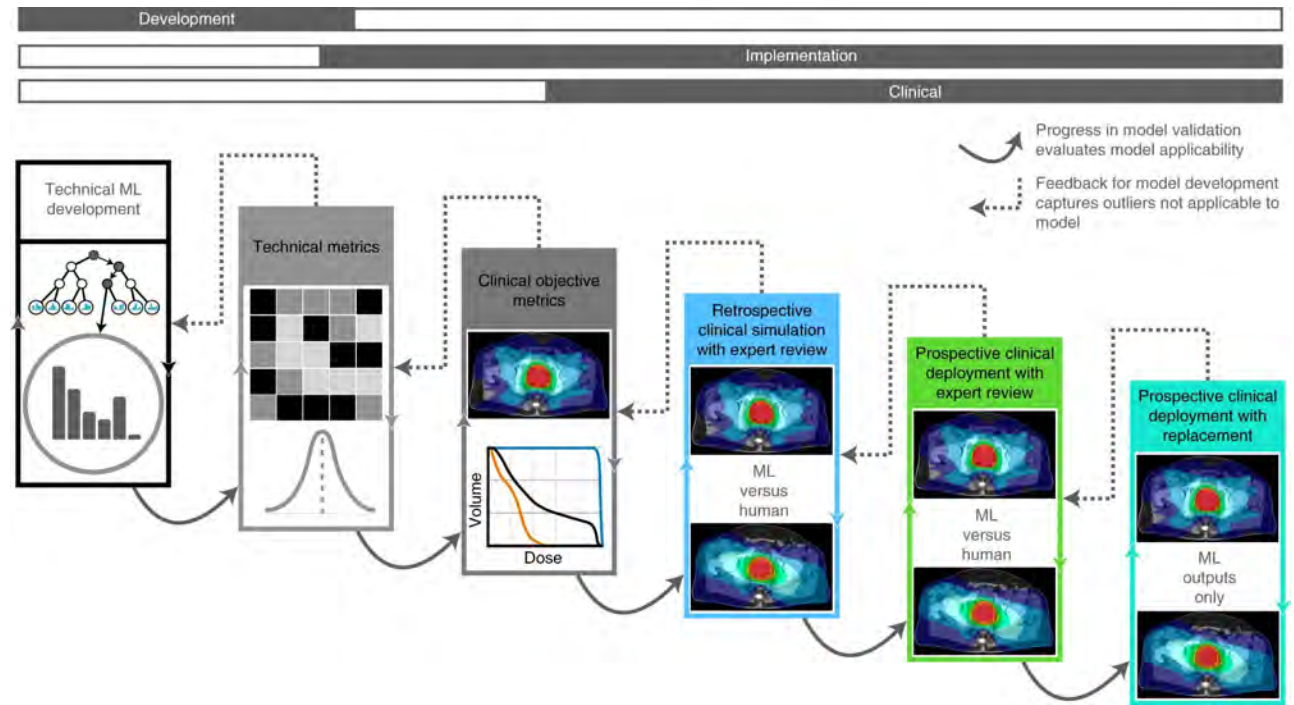 Development
Implementation
Clinical
Progress in model validation
evaluates model applicability
Feedback for model development
captures outliers not applicable to
model
Technical ML
development
Technical metrics
Clinical objective
metrics
Volume
Dose
Retrospective
clinical simulation
with expert review
ML
versus
human
Prospective clinical
deployment with
expert review
ML
versus
human
Prospective clinical
deployment with
replacement
ML
outputs
only